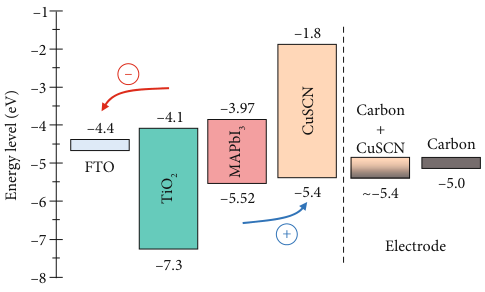 Energy level (eV)
−1
−2
−3
−4
−5
−6
−7
−8
−
−4.4
FTO
−4.1
TiO₂
−7.3
−3.97
MAPbI₃
−5.52
+
−1.8
CuSCN
−5.4
Carbon
+
CuSCN
~−5.4
Carbon
−5.0
Electrode